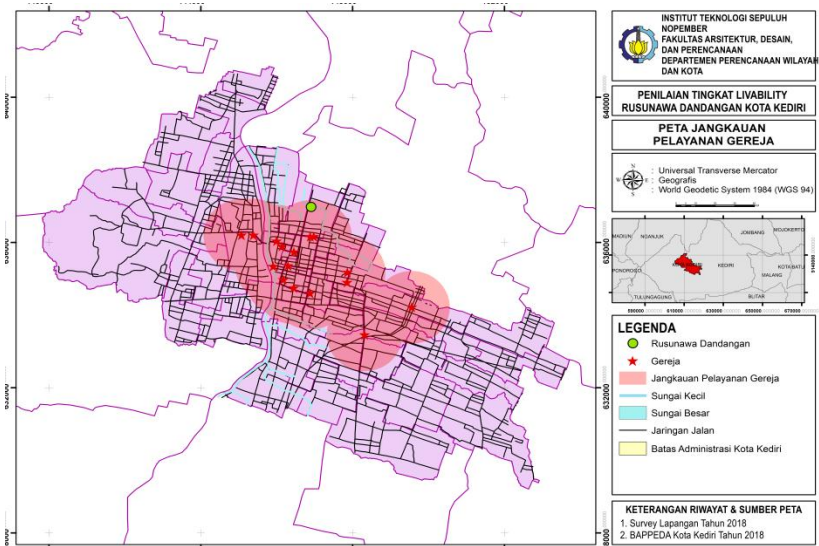 INSTITUT TEKNOLOGI SEPULUH
NOPEMBER
FAKULTAS ARSITEKTUR, DESAIN,
DAN PERENCANAAN
DEPARTEMEN PERENCANAAN WILAYAH
DAN KOTA
PENILAIAN TINGKAT LIVABILITY
RUSUNAWA DANDANGAN KOTA KEDIRI
PETA JANGKAUAN
PELAYANAN GEREJA
: Universal Transverse Mercator
: Geografis
: World Geodetic System 1984 (WGS 94)
MADIUN
NGANJUK
JOMBANG
MOJOKERTO
PONOROGO
KEDIRI
KOTA BATU
MALANG
TULUNGAGUNG
BLITAR
LEGENDA
Rusunawa Dandangan
Gereja
Jangkauan Pelayanan Gereja
Sungai Kecil
Sungai Besar
Jaringan Jalan
Batas Administrasi Kota Kediri
KETERANGAN RIWAYAT & SUMBER PETA
1. Survey Lapangan Tahun 2018
2. BAPPEDA Kota Kediri Tahun 2018
640000
632000